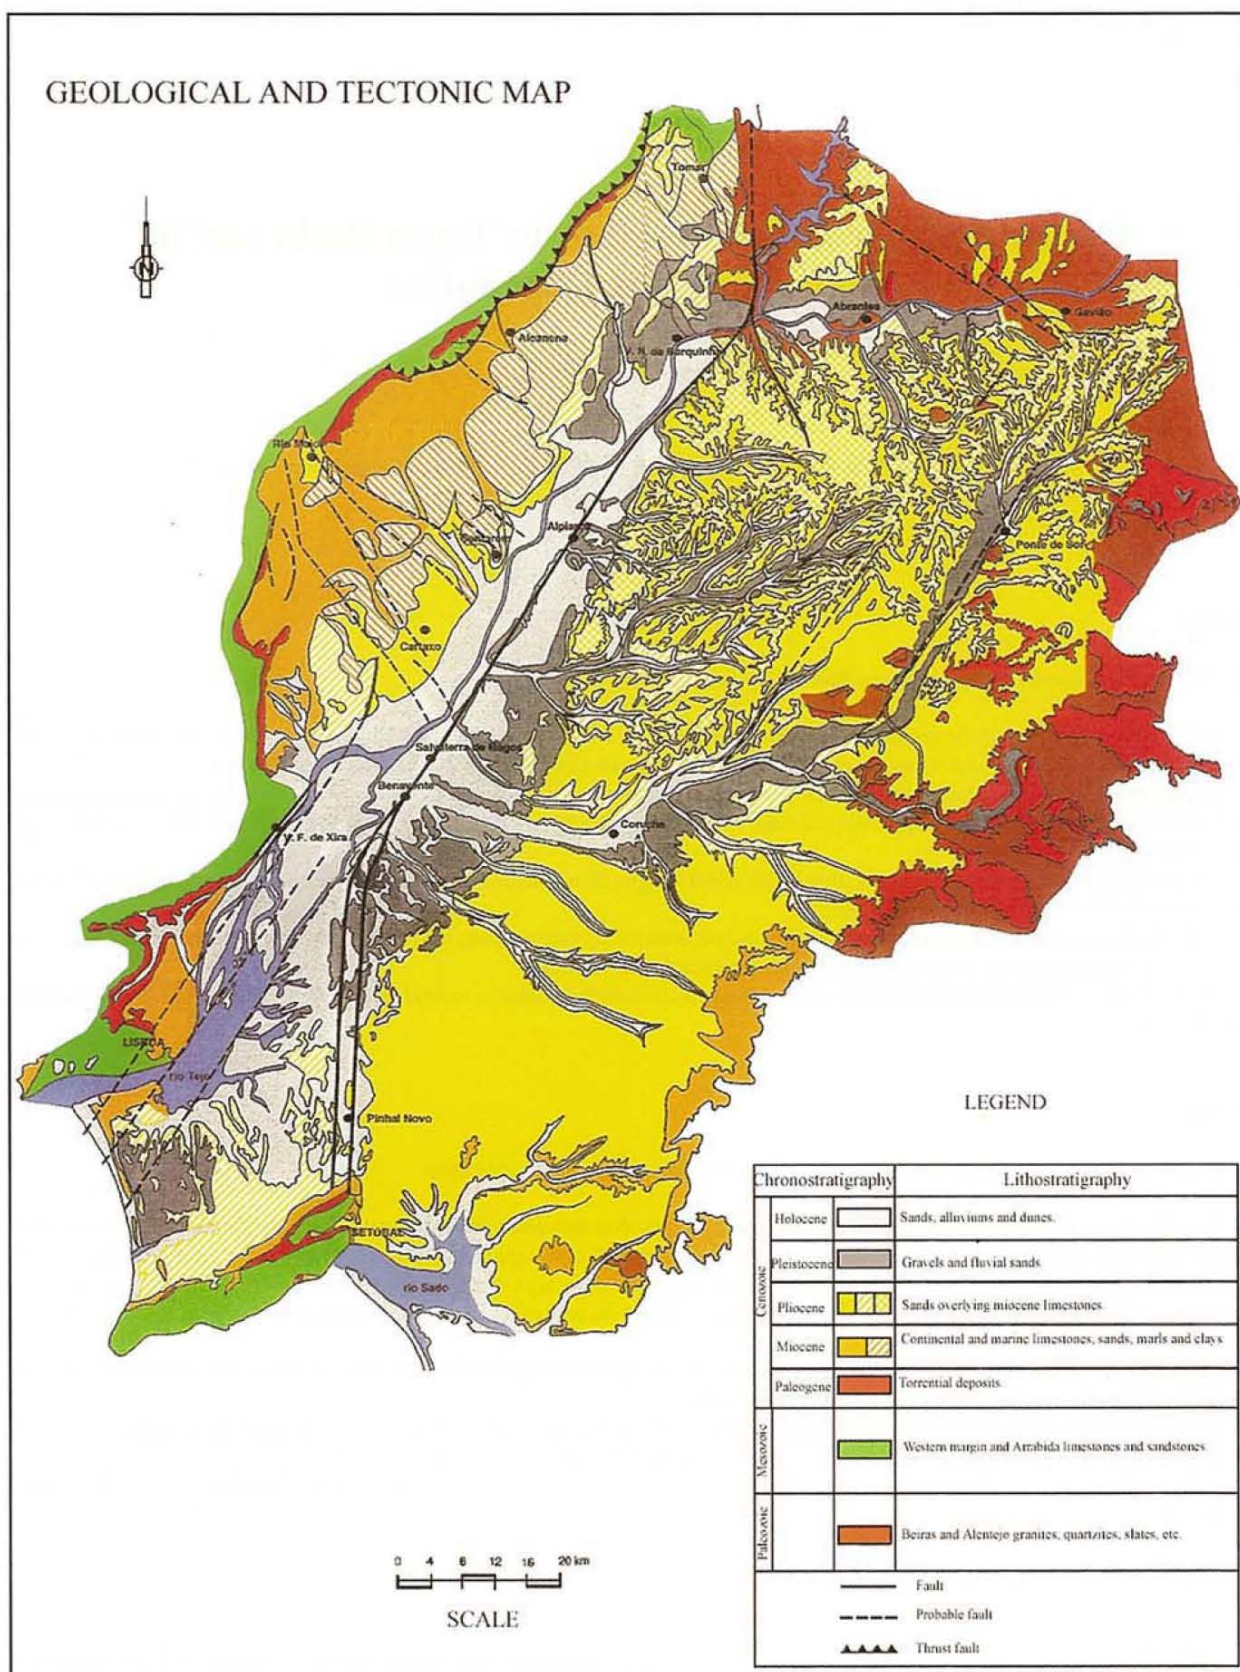 GEOLOGICAL AND TECTONIC MAP
N
Tomar
Abrantes
Gavião
Alcanena
V. N. da Barquinha
Rio Maior
Alpiarça
Santarém
Ponte de Sor
Cartaxo
Salvaterra de Magos
Benavente
V. F. de Xira
Coruche
LISBOA
rio Tejo
Pinhal Novo
SETÚBAL
rio Sado
LEGEND
Chronostratigraphy Lithostratigraphy
Cenozoic
Holocene Sands, alluviums and dunes.
Pleistocene Gravels and fluvial sands
Pliocene Sands overlying miocene limestones.
Miocene Continental and marine limestones, sands, marls and clays
Paleogene Torrential deposits.
Mesozoic
Western margin and Arrabida limestones and sandstones.
Paleozoic
Beiras and Alentejo granites, quartzites, slates, etc.
Fault
Probable fault
Thrust fault
0 4 8 12 16 20 km
SCALE